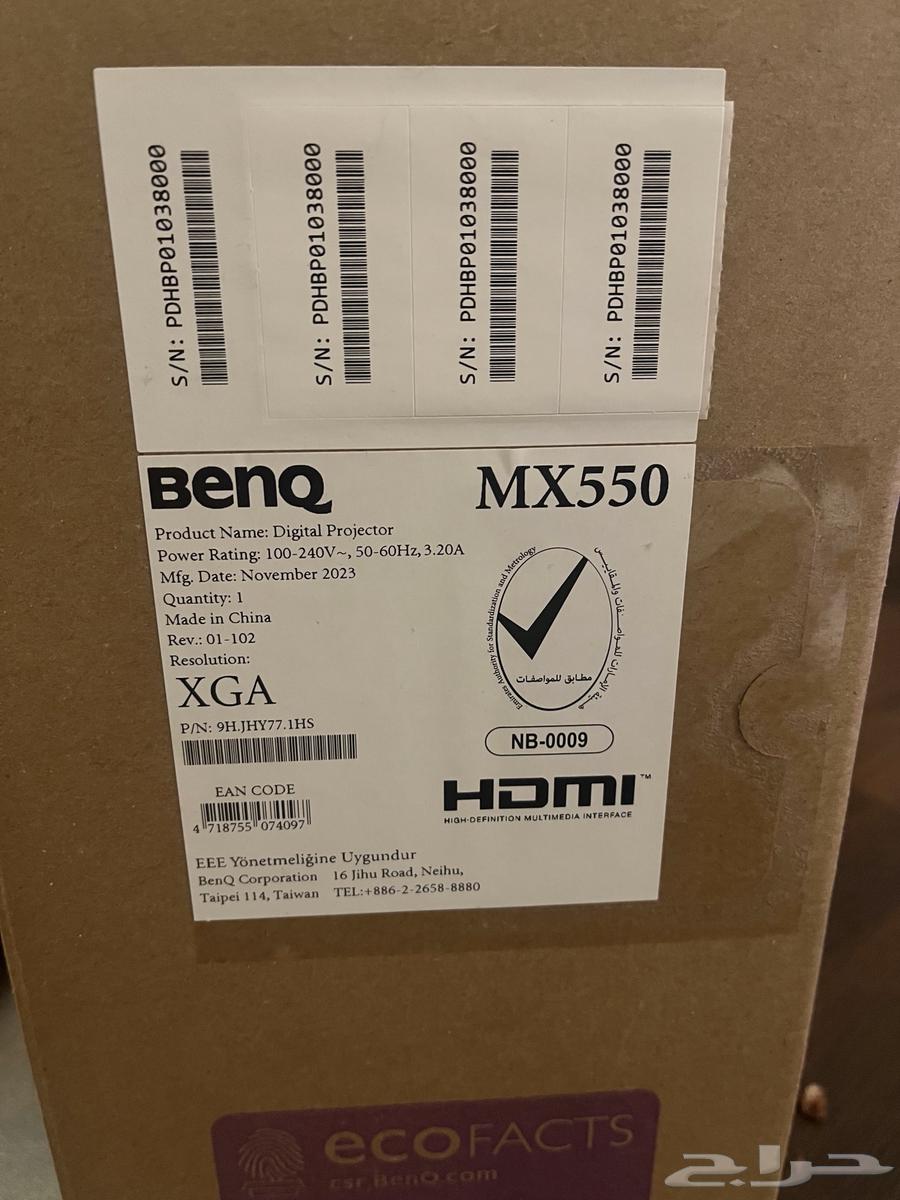 S/N: PDHBP01038000
S/N: PDHBP01038000
S/N: PDHBP01038000
S/N: PDHBP01038000
BenQ
MX550
Product Name: Digital Projector
Power Rating: 100-240V~, 50-60Hz, 3.20A
Mfg. Date: November 2023
Quantity: 1
Made in China
Rev.: 01-102
Resolution:
XGA
P/N: 9H.JHY77.1HS
EAN CODE
4 718755 074097
Emirates Authority for Standardization and Metrology
هيئة الإمارات للمواصفات والمقاييس
مطابق للمواصفات
NB-0009
HDMI™
HIGH-DEFINITION MULTIMEDIA INTERFACE
EEE Yönetmeliğine Uygundur
BenQ Corporation 16 Jihu Road, Neihu,
Taipei 114, Taiwan TEL:+886-2-2658-8880
ecoFACTS
csr.BenQ.com
حراج